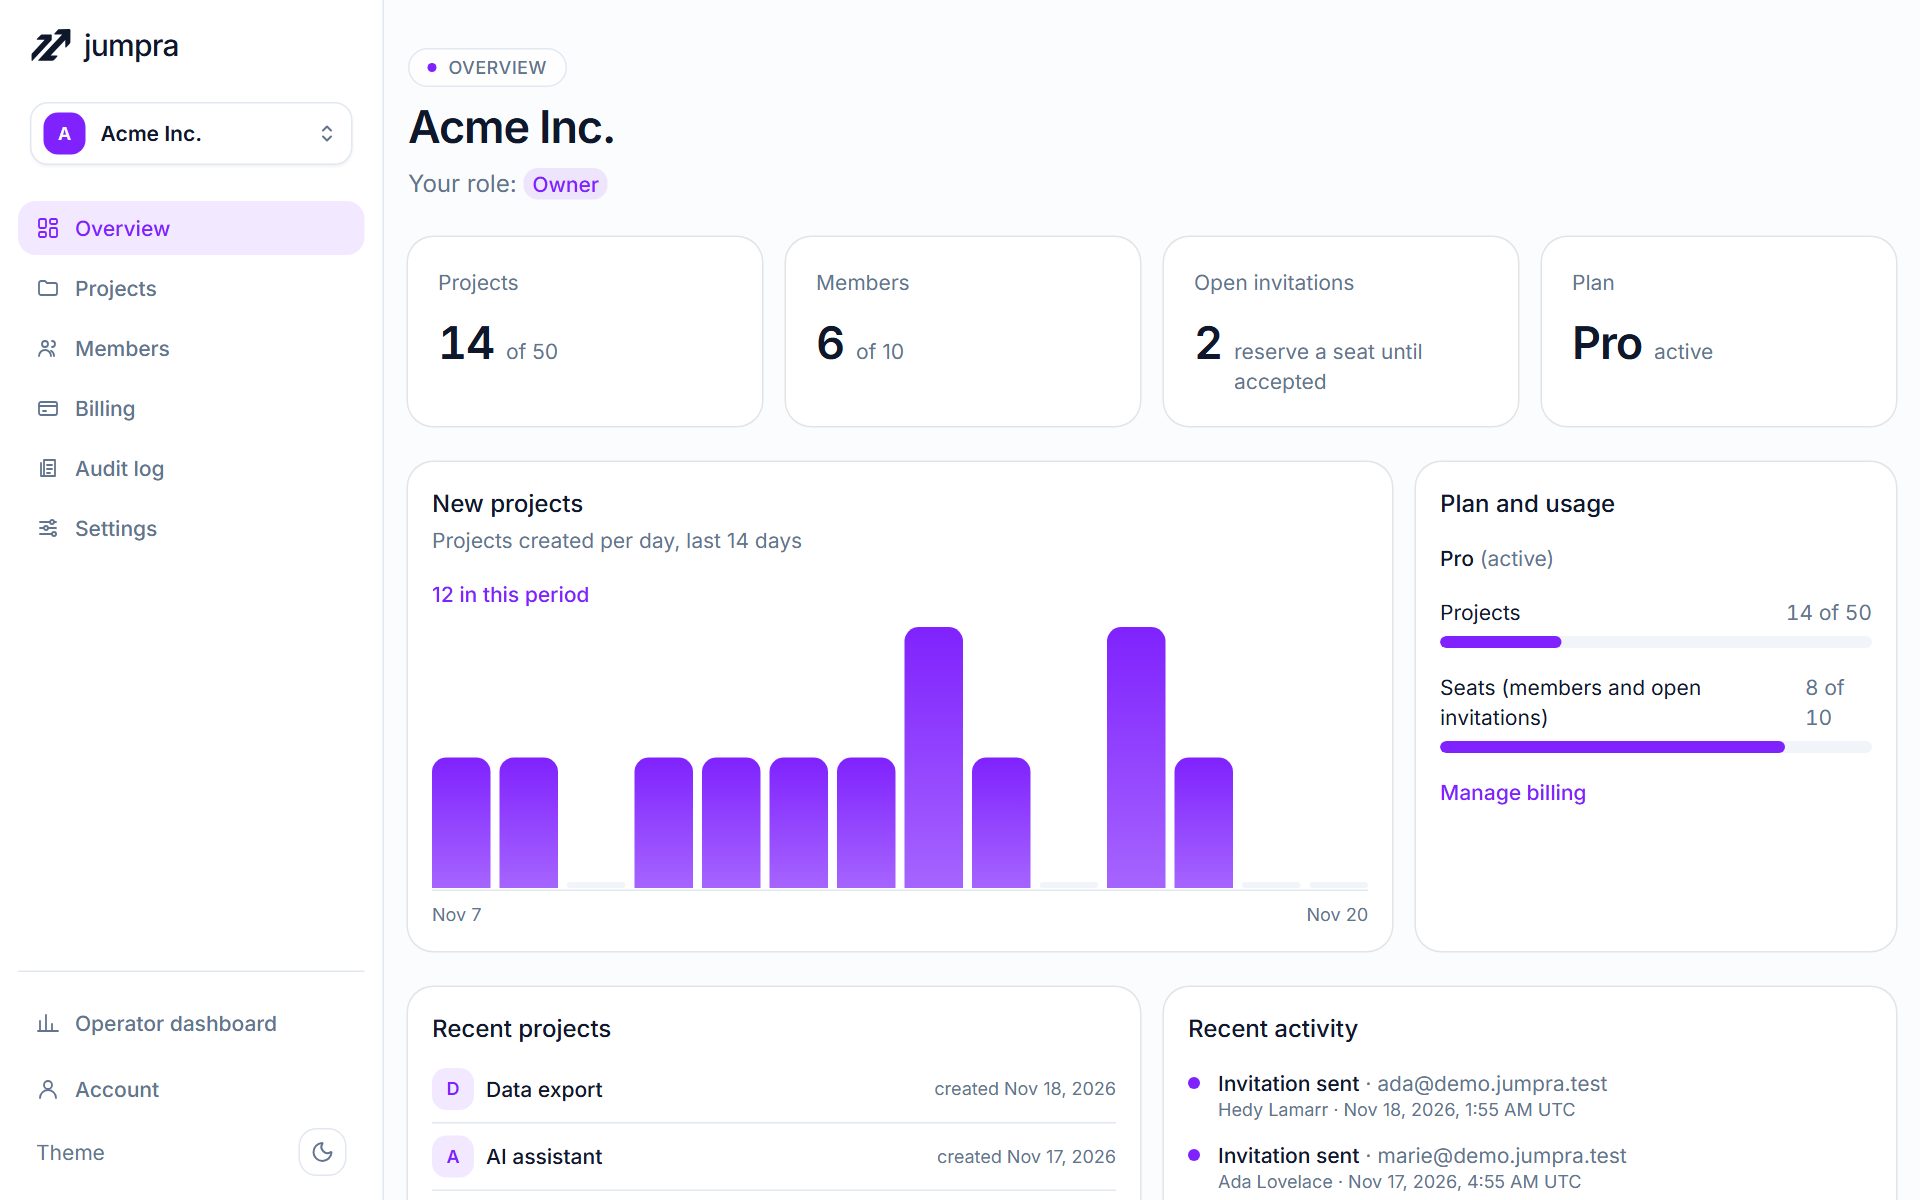 jumpra
A
Acme Inc.
Overview
Projects
Members
Billing
Audit log
Settings
Operator dashboard
Account
Theme
OVERVIEW
Acme Inc.
Your role: Owner
Projects
14 of 50
Members
6 of 10
Open invitations
2 reserve a seat until
accepted
Plan
Pro active
New projects
Projects created per day, last 14 days
12 in this period
Nov 7
Nov 20
Plan and usage
Pro (active)
Projects
14 of 50
Seats (members and open
invitations)
8 of
10
Manage billing
Recent projects
D
Data export
created Nov 18, 2026
A
AI assistant
created Nov 17, 2026
Recent activity
Invitation sent · ada@demo.jumpra.test
Hedy Lamarr · Nov 18, 2026, 1:55 AM UTC
Invitation sent · marie@demo.jumpra.test
Ada Lovelace · Nov 17, 2026, 4:55 AM UTC